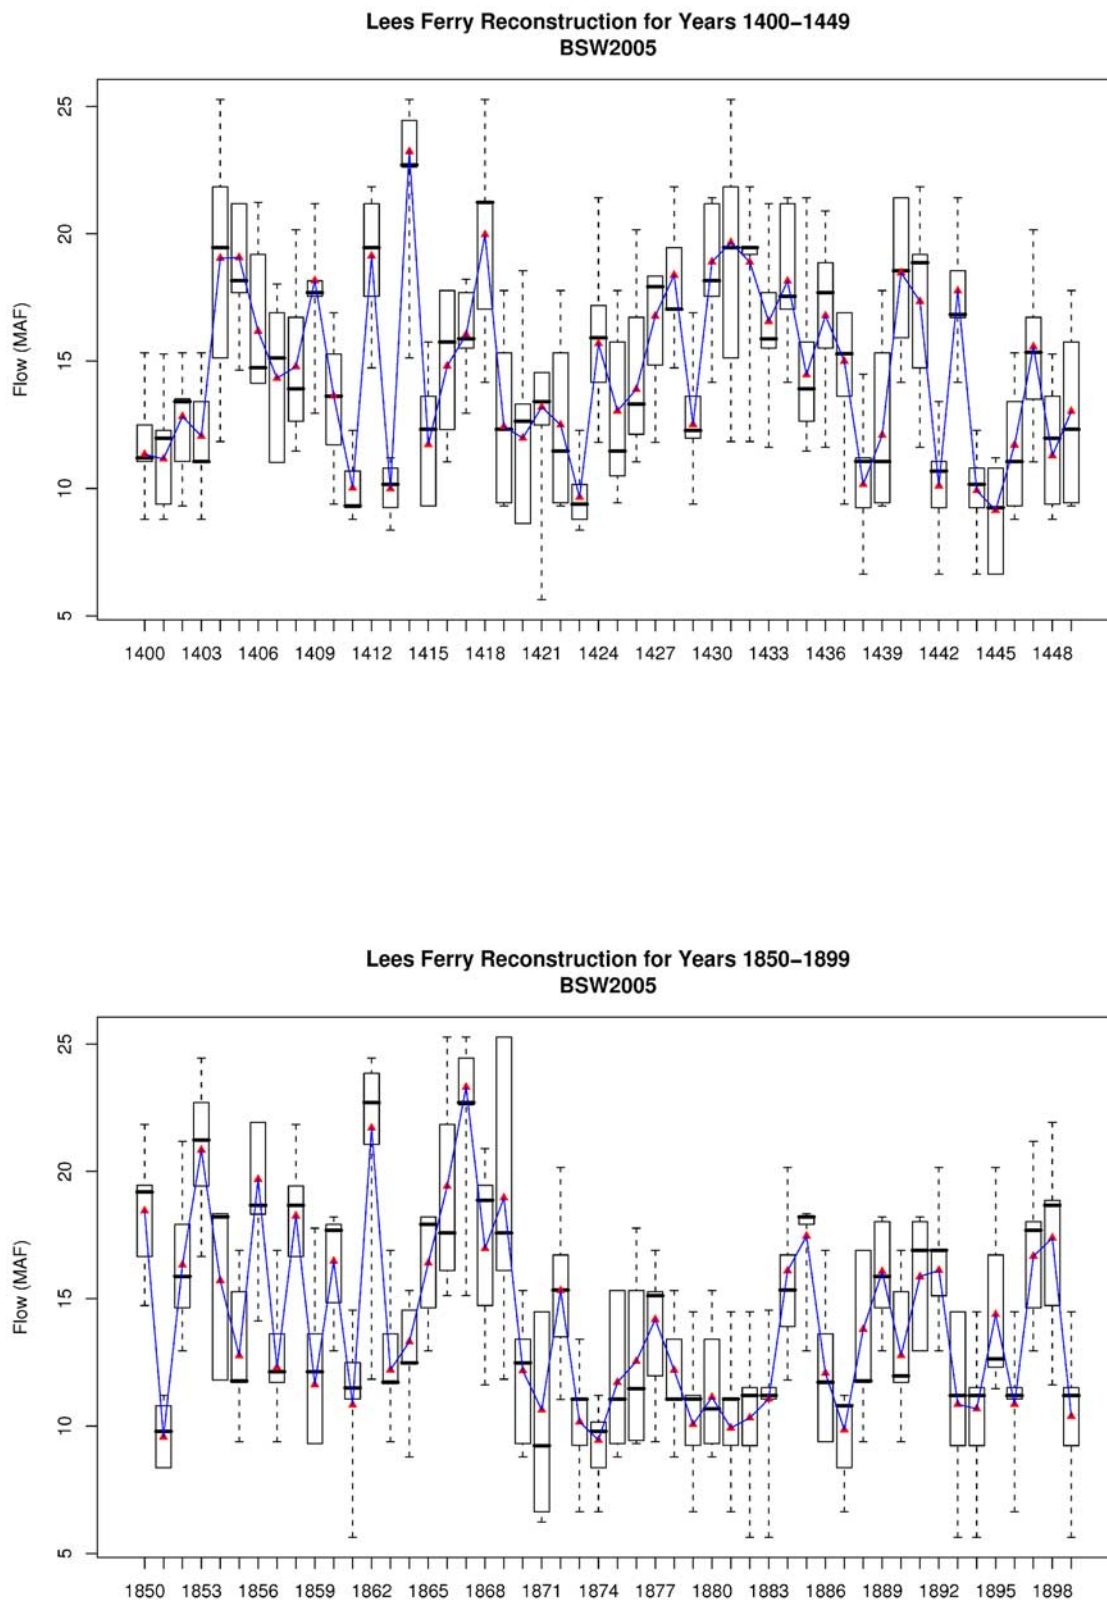 Lees Ferry Reconstruction for Years 1400−1449
BSW2005
Flow (MAF)
25
20
15
10
5
1400 1403 1406 1409 1412 1415 1418 1421 1424 1427 1430 1433 1436 1439 1442 1445 1448
Lees Ferry Reconstruction for Years 1850−1899
BSW2005
Flow (MAF)
25
20
15
10
5
1850 1853 1856 1859 1862 1865 1868 1871 1874 1877 1880 1883 1886 1889 1892 1895 1898